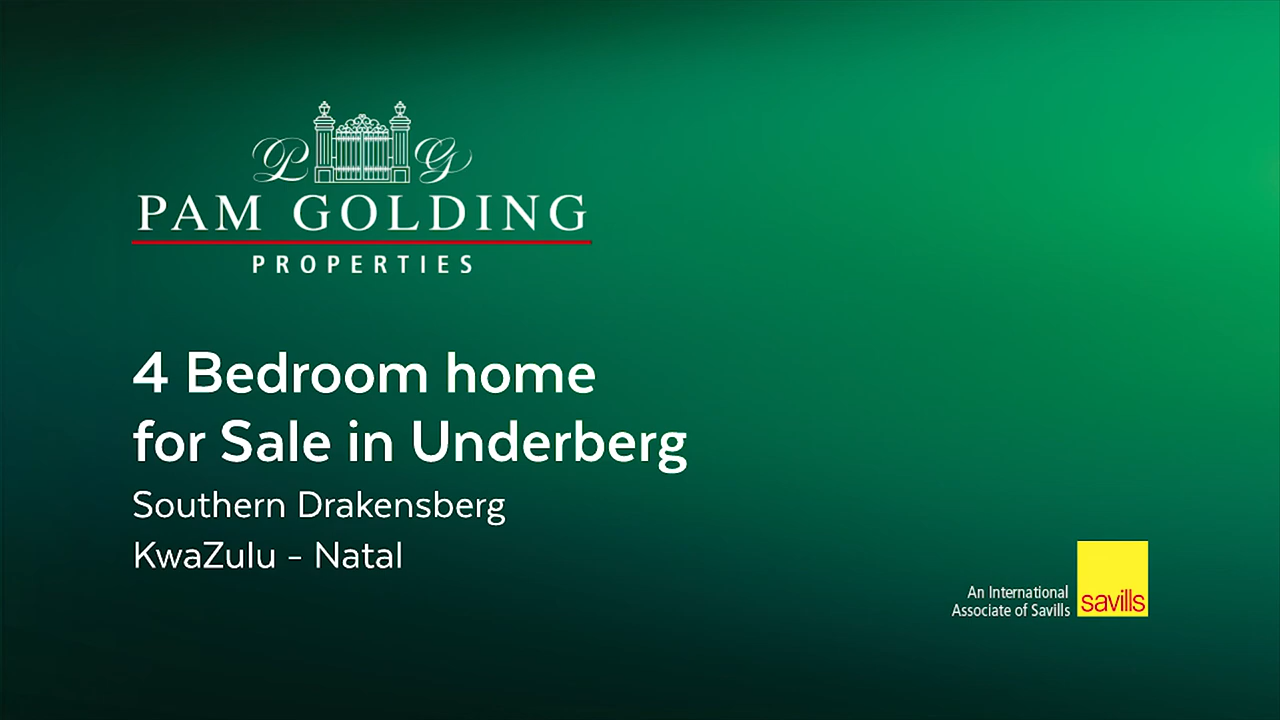 P G
PAM GOLDING
PROPERTIES
4 Bedroom home
for Sale in Underberg
Southern Drakensberg
KwaZulu - Natal
An International
Associate of Savills
savills